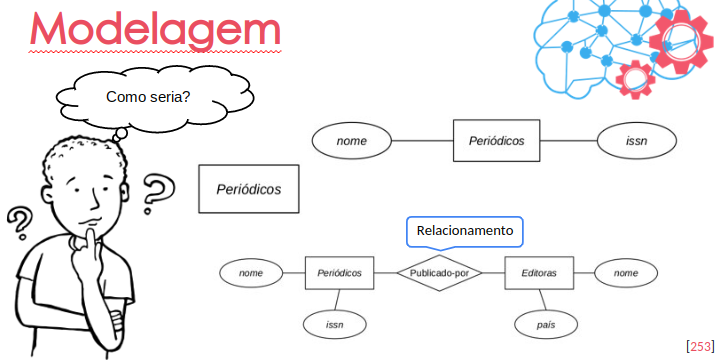 Modelagem
Como seria?
nome
Periódicos
issn
Periódicos
Relacionamento
nome
Periódicos
Publicado-por
Editoras
nome
issn
país
? ?
[253]